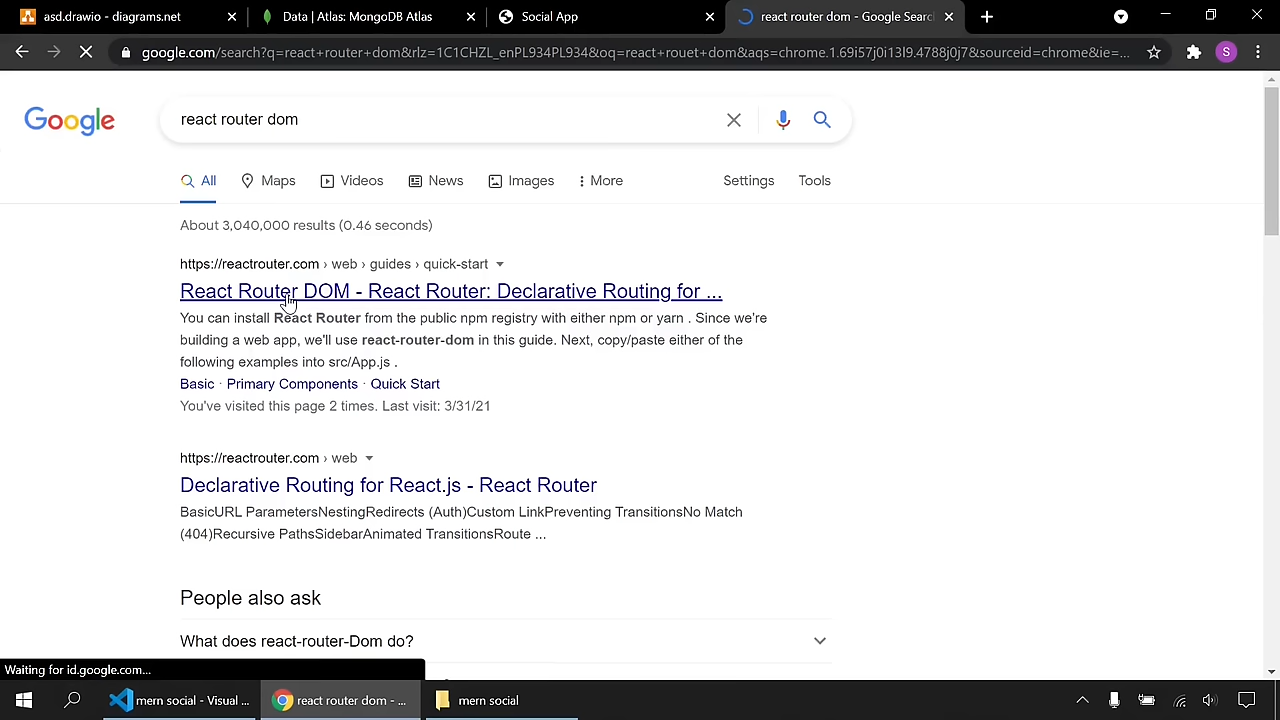 asd.drawio - diagrams.net
Data | Atlas: MongoDB Atlas
Social App
react router dom - Google Searc
google.com/search?q=react+router+dom&rlz=1C1CHZL_enPL934PL934&oq=react+rouet+dom&aqs=chrome.1.69i57j0i13l9.4788j0j7&sourceid=chrome&ie=...
S
Google
react router dom
All
Maps
Videos
News
Images
More
Settings
Tools
About 3,040,000 results (0.46 seconds)
https://reactrouter.com › web › guides › quick-start
React Router DOM - React Router: Declarative Routing for ...
You can install React Router from the public npm registry with either npm or yarn . Since we're
building a web app, we'll use react-router-dom in this guide. Next, copy/paste either of the
following examples into src/App.js .
Basic · Primary Components · Quick Start
You've visited this page 2 times. Last visit: 3/31/21
https://reactrouter.com › web
Declarative Routing for React.js - React Router
BasicURL ParametersNestingRedirects (Auth)Custom LinkPreventing TransitionsNo Match
(404)Recursive PathsSidebarAnimated TransitionsRoute ...
People also ask
What does react-router-Dom do?
Waiting for id.google.com...
mern social - Visual ...
react router dom - ...
mern social